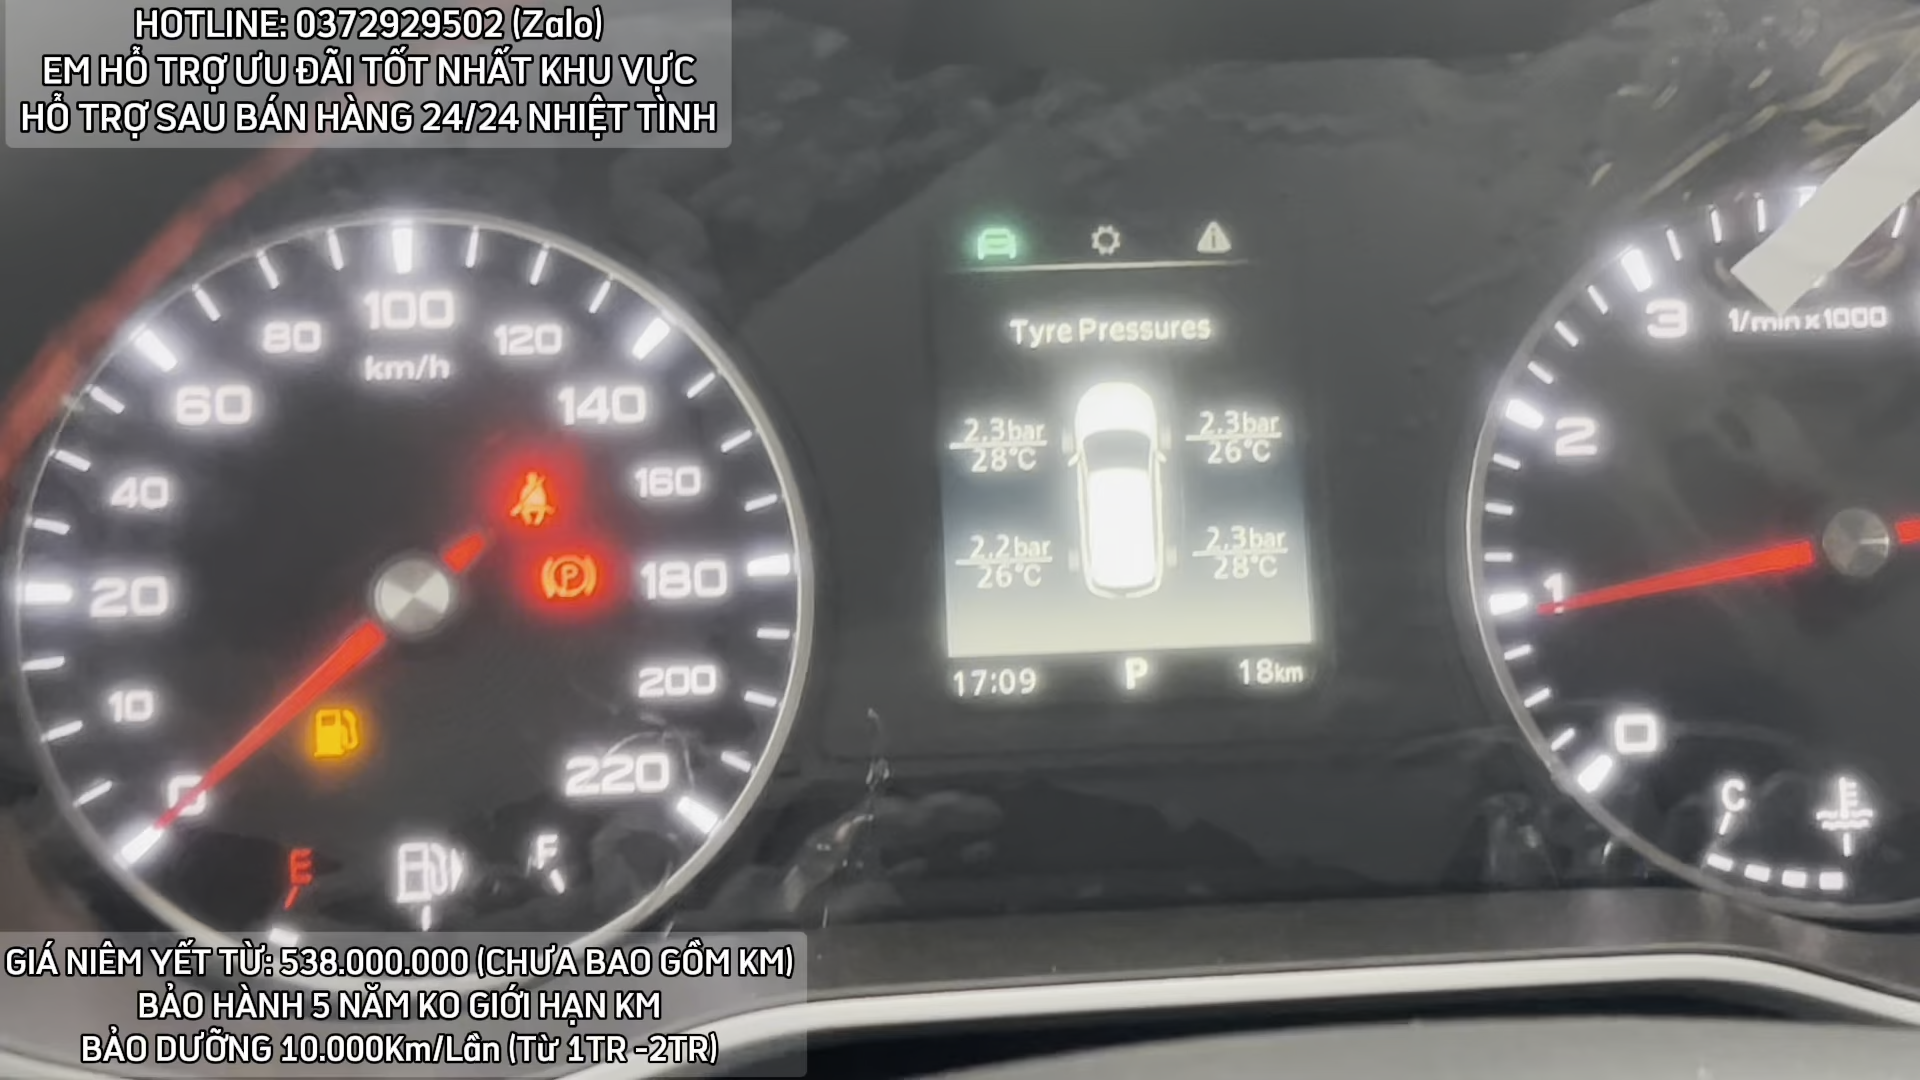 HOTLINE: 0372929502 (Zalo)
EM HỖ TRỢ ƯU ĐÃI TỐT NHẤT KHU VỰC
HỖ TRỢ SAU BÁN HÀNG 24/24 NHIỆT TÌNH
100
80
120
km/h
60
140
40
160
20
180
10
200
0
220
E
F
Tyre Pressures
2.3bar
28°C
2.3bar
26°C
2.2bar
26°C
2.3bar
28°C
17:09
P
18km
3
1/min x1000
2
1
0
C
GIÁ NIÊM YẾT TỪ: 538.000.000 (CHƯA BAO GỒM KM)
BẢO HÀNH 5 NĂM KO GIỚI HẠN KM
BẢO DƯỠNG 10.000Km/Lần (Từ 1TR -2TR)